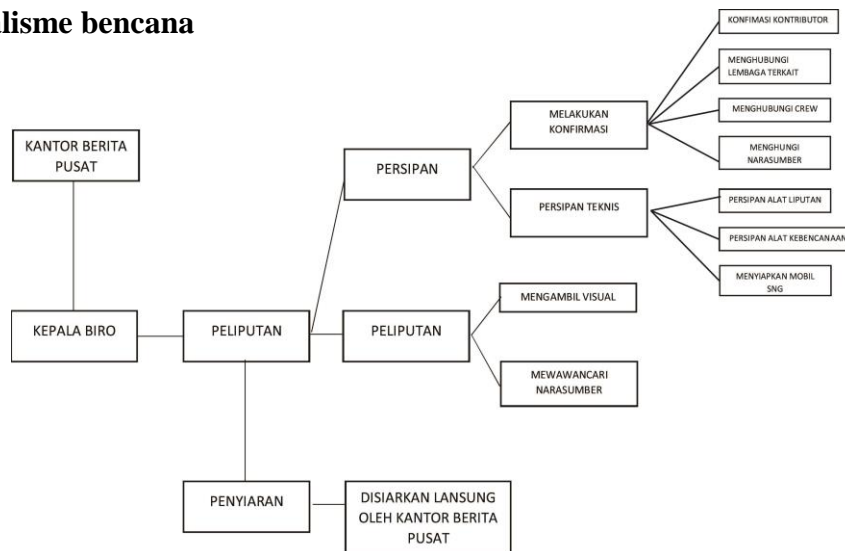 alisme bencana
KANTOR BERITA
PUSAT
KEPALA BIRO
PELIPUTAN
PENYIARAN
DISIARKAN LANSUNG
OLEH KANTOR BERITA
PUSAT
PERSIPAN
PELIPUTAN
MELAKUKAN
KONFIRMASI
PERSIPAN TEKNIS
MENGAMBIL VISUAL
MEWAWANCARI
NARASUMBER
KONFIMASI KONTRIBUTOR
MENGHUBUNGI
LEMBAGA TERKAIT
MENGHUBUNGI CREW
MENGHUNGI
NARASUMBER
PERSIPAN ALAT LIPUTAN
PERSIPAN ALAT KEBENCANAAN
MENYIAPKAN MOBIL
SNG